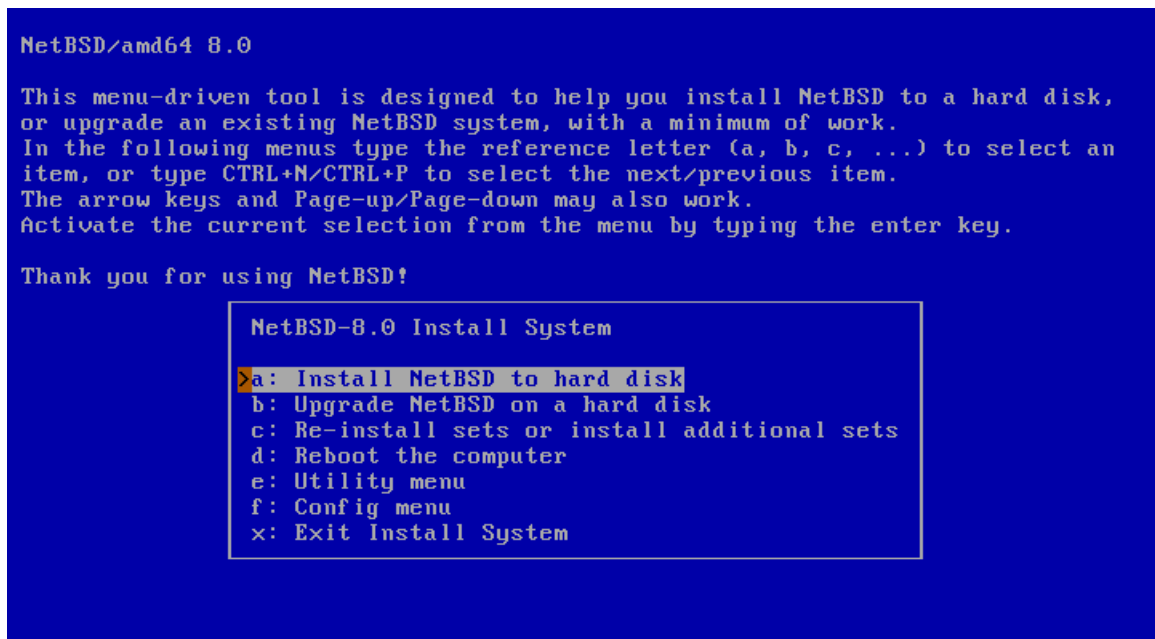 NetBSD/amd64 8.0
This menu-driven tool is designed to help you install NetBSD to a hard disk,
or upgrade an existing NetBSD system, with a minimum of work.
In the following menus type the reference letter (a, b, c, ...) to select an
item, or type CTRL+N/CTRL+P to select the next/previous item.
The arrow keys and Page-up/Page-down may also work.
Activate the current selection from the menu by typing the enter key.
Thank you for using NetBSD!
NetBSD-8.0 Install System
>a: Install NetBSD to hard disk
b: Upgrade NetBSD on a hard disk
c: Re-install sets or install additional sets
d: Reboot the computer
e: Utility menu
f: Config menu
x: Exit Install System